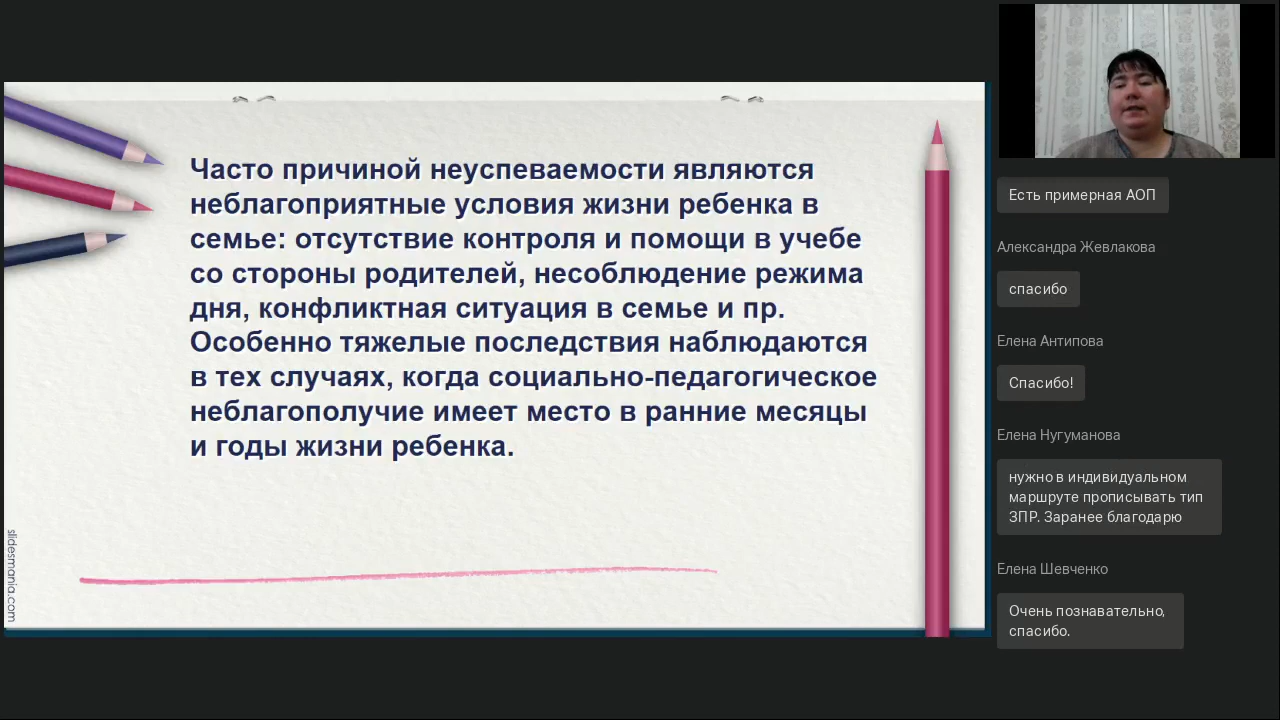 Часто причиной неуспеваемости являются
неблагоприятные условия жизни ребенка в
семье: отсутствие контроля и помощи в учебе
со стороны родителей, несоблюдение режима
дня, конфликтная ситуация в семье и пр.
Особенно тяжелые последствия наблюдаются
в тех случаях, когда социально-педагогическое
неблагополучие имеет место в ранние месяцы
и годы жизни ребенка.
slidesmania.com
Есть примерная АОП
Александра Жевлакова
спасибо
Елена Антипова
Спасибо!
Елена Нугуманова
нужно в индивидуальном
маршруте прописывать тип
ЗПР. Заранее благодарю
Елена Шевченко
Очень познавательно,
спасибо.